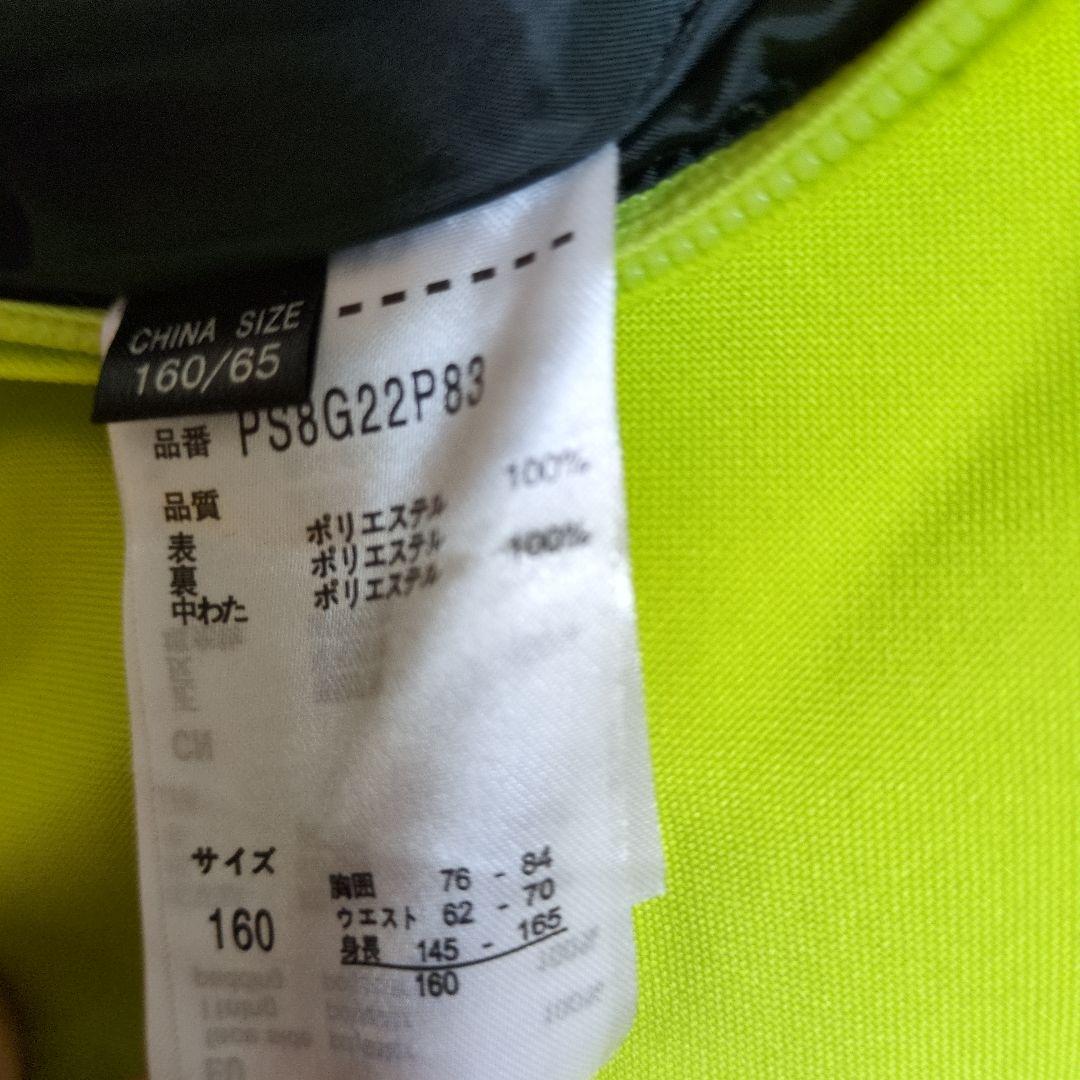 CHINA SIZE
160/65
品番 PS8G22P83
品質
表 ポリエステル 100%
裏 ポリエステル 100%
中わた ポリエステル
CN
サイズ
160
胸囲 76 - 84
ウエスト 62 - 70
身長 145 - 165
160